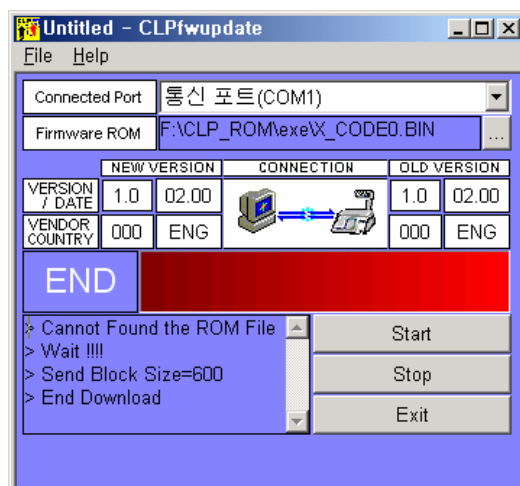 Untitled - CLPfwupdate
File Help
Connected Port 통신 포트(COM1)
Firmware ROM F:\CLP_ROM\exe\X_CODE0.BIN ...
NEW VERSION CONNECTION OLD VERSION
VERSION / DATE 1.0 02.00 1.0 02.00
VENDOR COUNTRY 000 ENG 000 ENG
END
> Cannot Found the ROM File
> Wait !!!!
> Send Block Size=600
> End Download
Start
Stop
Exit